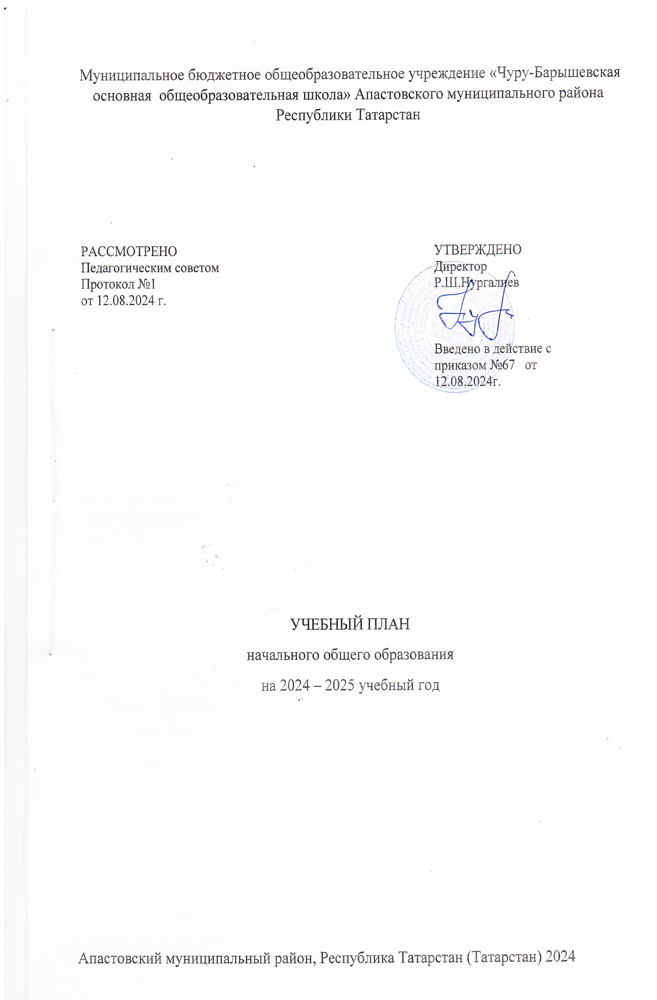 Муниципальное бюджетное общеобразовательное учреждение «Чуру-Барышевская
основная общеобразовательная школа» Апастовского муниципального района
Республики Татарстан
РАССМОТРЕНО
Педагогическим советом
Протокол №1
от 12.08.2024 г.
УТВЕРЖДЕНО
Директор
Р.Ш.Нургалиев
Введено в действие с
приказом №67 от
12.08.2024г.
УЧЕБНЫЙ ПЛАН
начального общего образования
на 2024 – 2025 учебный год
Апастовский муниципальный район, Республика Татарстан (Татарстан) 2024